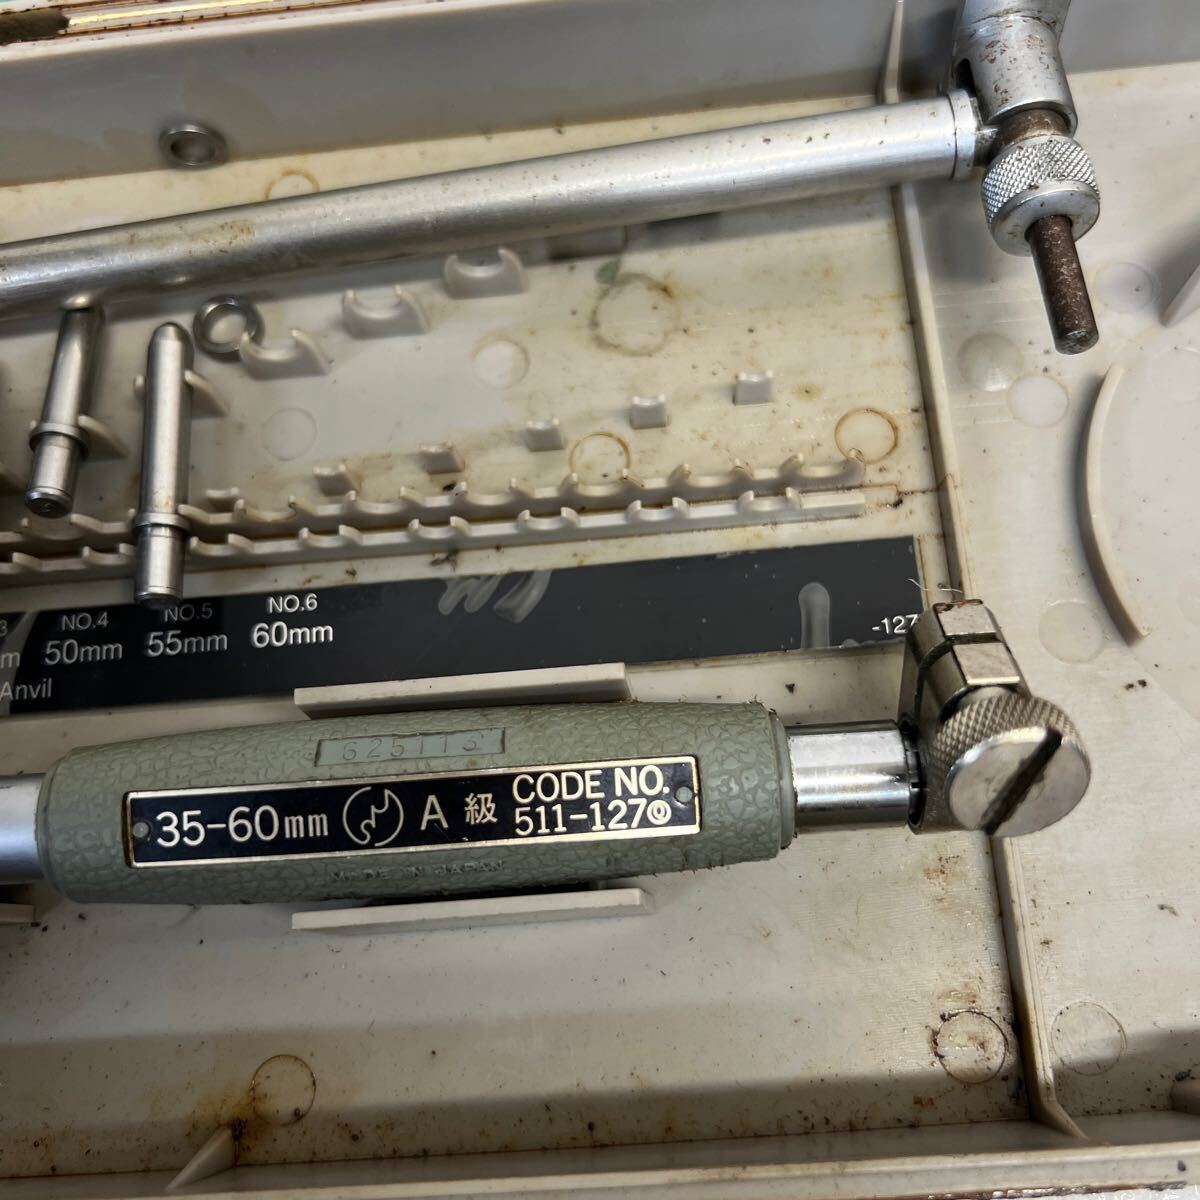 NO.4
NO.5
NO.6
50mm
55mm
60mm
Anvil
-127
35-60mm
A 級
CODE NO.
511-127
MADE IN JAPAN